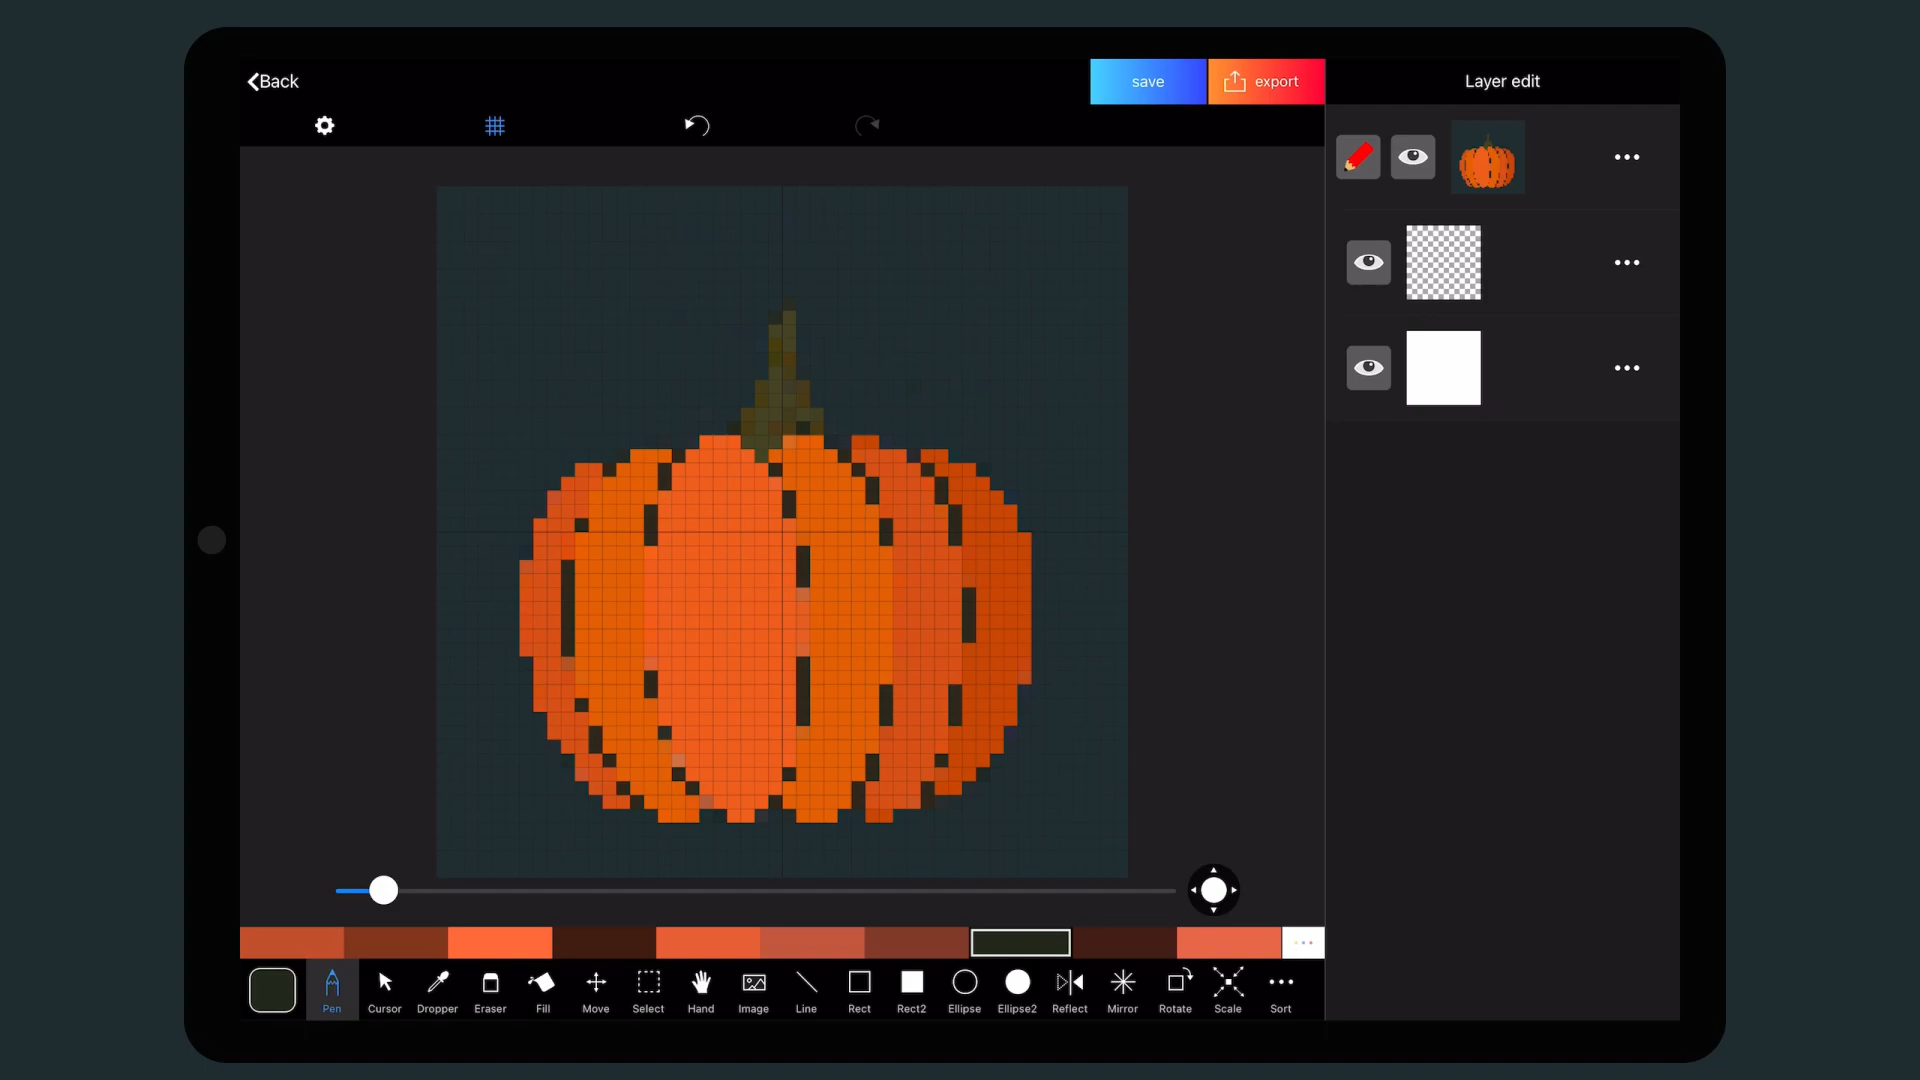 Back
save
export
Layer edit
Pen
Cursor
Dropper
Eraser
Fill
Move
Select
Hand
Image
Line
Rect
Rect2
Ellipse
Ellipse2
Reflect
Mirror
Rotate
Scale
Sort